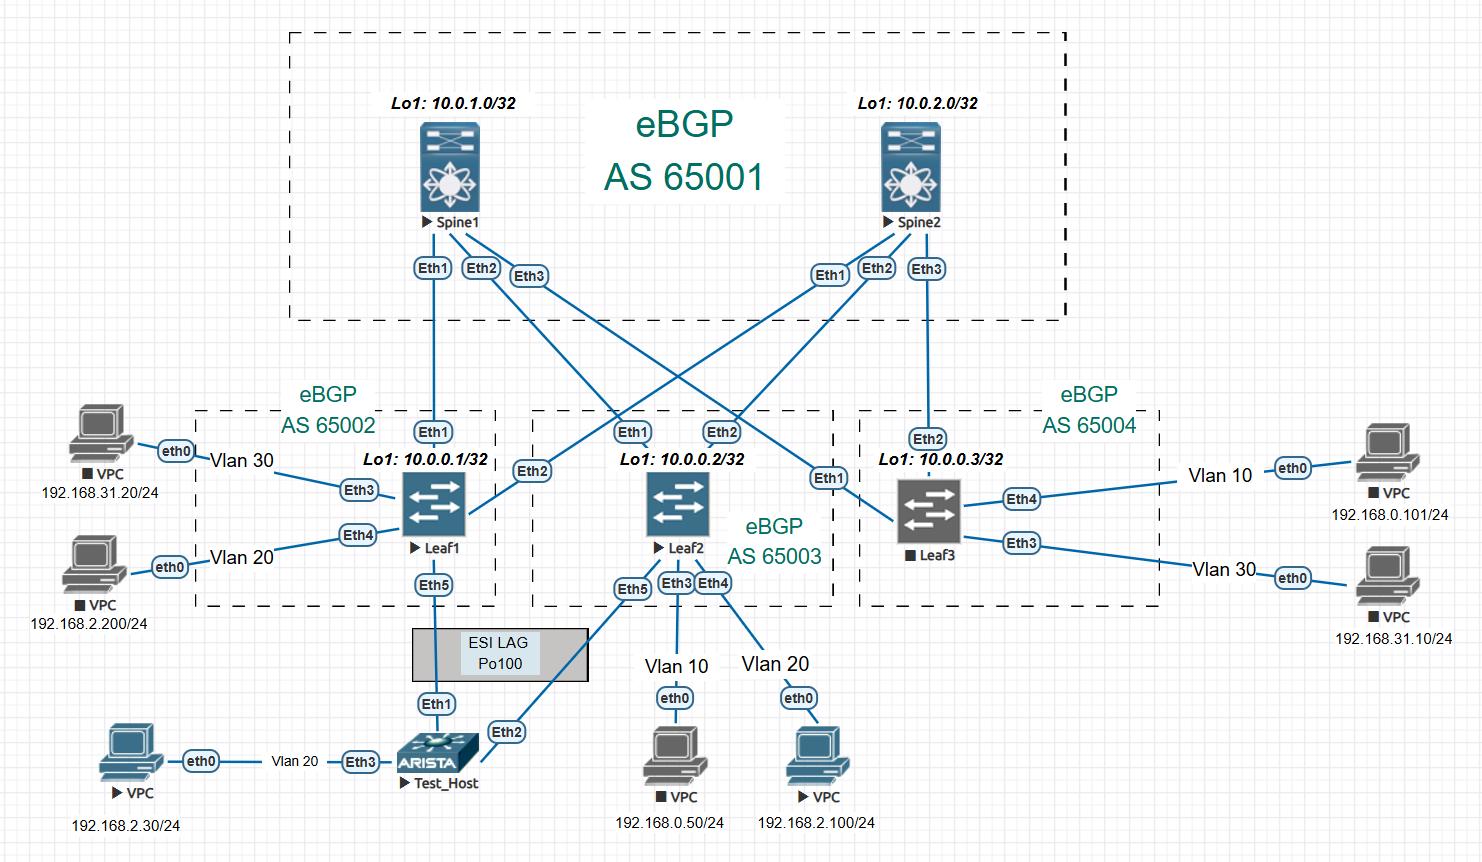 Lo1: 10.0.1.0/32
eBGP
AS 65001
Lo1: 10.0.2.0/32
Spine1
Spine2
Eth1
Eth2
Eth3
Eth1
Eth2
Eth3
eBGP
AS 65002
eBGP
AS 65004
Eth1
Eth1
Eth2
Eth2
eth0
Vlan 30
VPC
192.168.31.20/24
Lo1: 10.0.0.1/32
Eth2
Lo1: 10.0.0.2/32
Eth1
Lo1: 10.0.0.3/32
Vlan 10
eth0
VPC
192.168.0.101/24
Eth3
Eth4
Leaf1
Leaf2
eBGP
AS 65003
Eth4
Eth3
Leaf3
eth0
Vlan 20
VPC
192.168.2.200/24
Vlan 30
eth0
VPC
192.168.31.10/24
Eth5
Eth5
Eth3
Eth4
ESI LAG
Po100
Vlan 10
Vlan 20
Eth1
Eth2
eth0
eth0
eth0
Vlan 20
Eth3
ARISTA
Test_Host
VPC
192.168.2.30/24
VPC
192.168.0.50/24
VPC
192.168.2.100/24